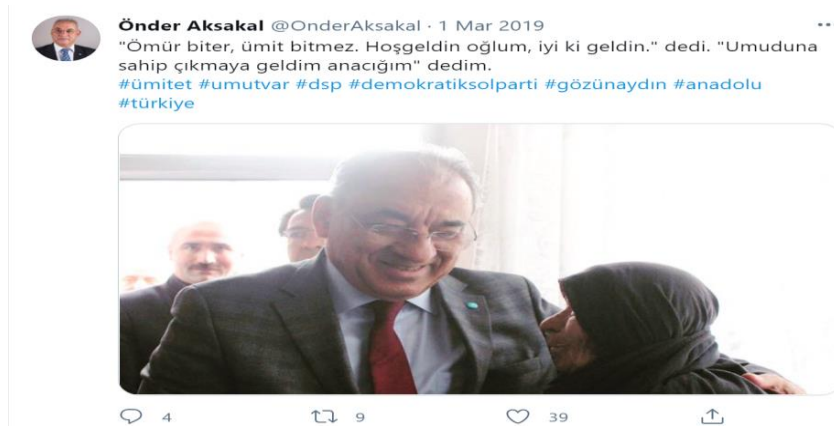 Önder Aksakal @OnderAksakal · 1 Mar 2019
"Ömür biter, ümit bitmez. Hoşgeldin oğlum, iyi ki geldin." dedi. "Umuduna
sahip çıkmaya geldim anacığım" dedim.
#ümitet #umutvar #dsp #demokratiksolparti #gözünaydın #anadolu
#türkiye
4 9 39